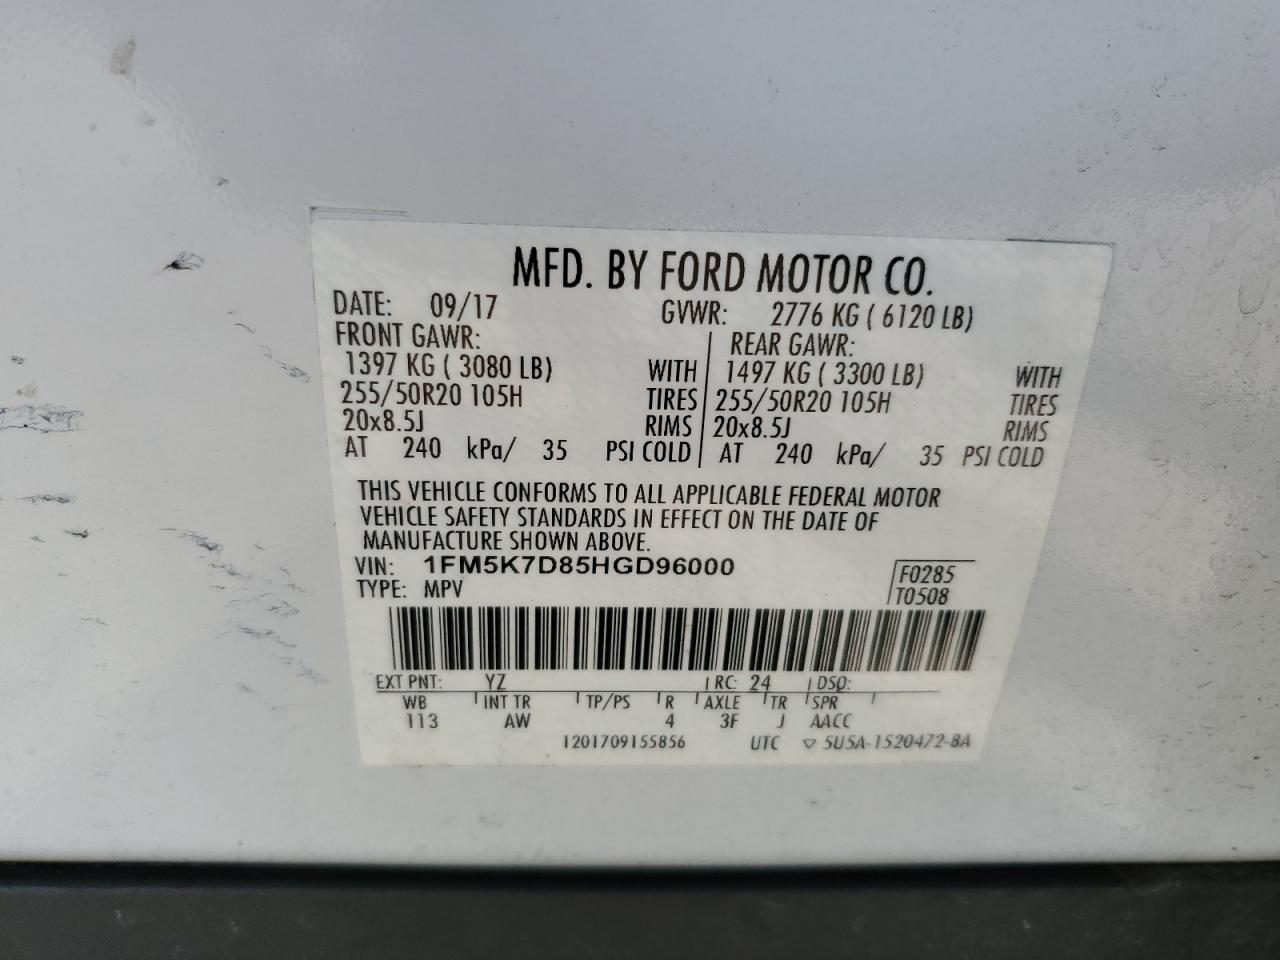 MFD. BY FORD MOTOR CO.
DATE: 09/17 GVWR: 2776 KG ( 6120 LB)
FRONT GAWR: REAR GAWR:
1397 KG ( 3080 LB) WITH 1497 KG ( 3300 LB) WITH
255/50R20 105H TIRES 255/50R20 105H TIRES
20x8.5J RIMS 20x8.5J RIMS
AT 240 kPa/ 35 PSI COLD AT 240 kPa/ 35 PSI COLD
THIS VEHICLE CONFORMS TO ALL APPLICABLE FEDERAL MOTOR
VEHICLE SAFETY STANDARDS IN EFFECT ON THE DATE OF
MANUFACTURE SHOWN ABOVE.
VIN: 1FM5K7D85HGD96000 F0285
TYPE: MPV T0508
EXT PNT: YZ RC: 24 DSO:
WB INT TR TP/PS R AXLE TR SPR
113 AW 4 3F J AACC
1201709155856 UTC ▽ 5U5A-1520472-BA